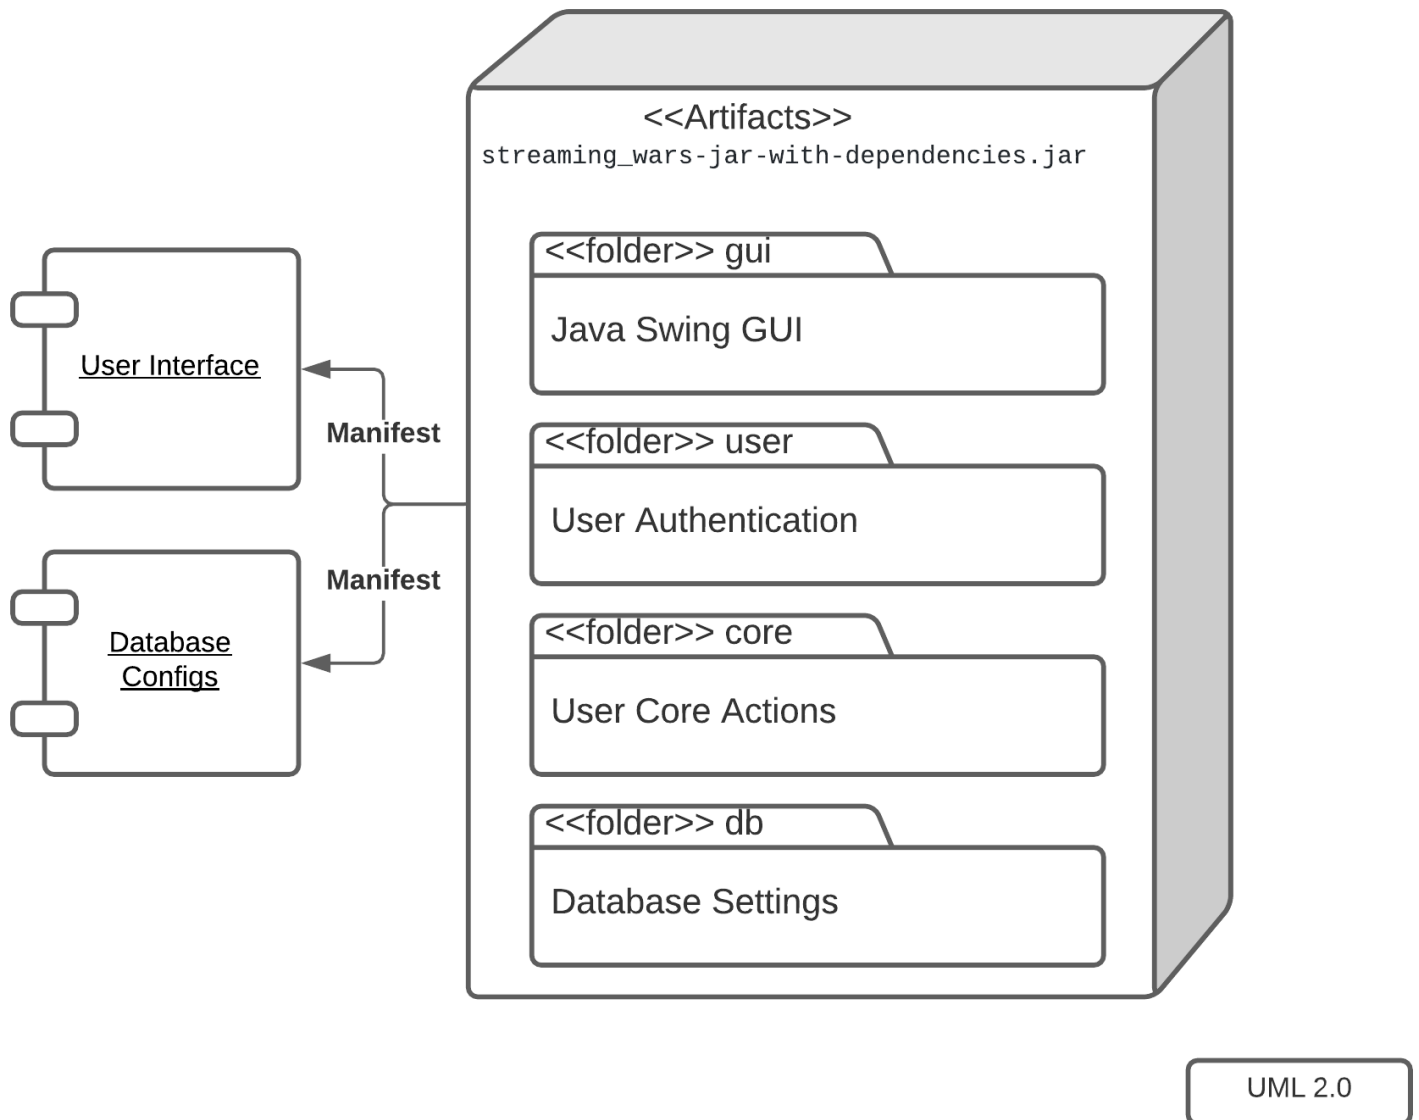 <<Artifacts>>
streaming_wars-jar-with-dependencies.jar
<<folder>> gui
Java Swing GUI
<<folder>> user
User Authentication
<<folder>> core
User Core Actions
<<folder>> db
Database Settings
User Interface
Manifest
Manifest
Database
Configs
UML 2.0